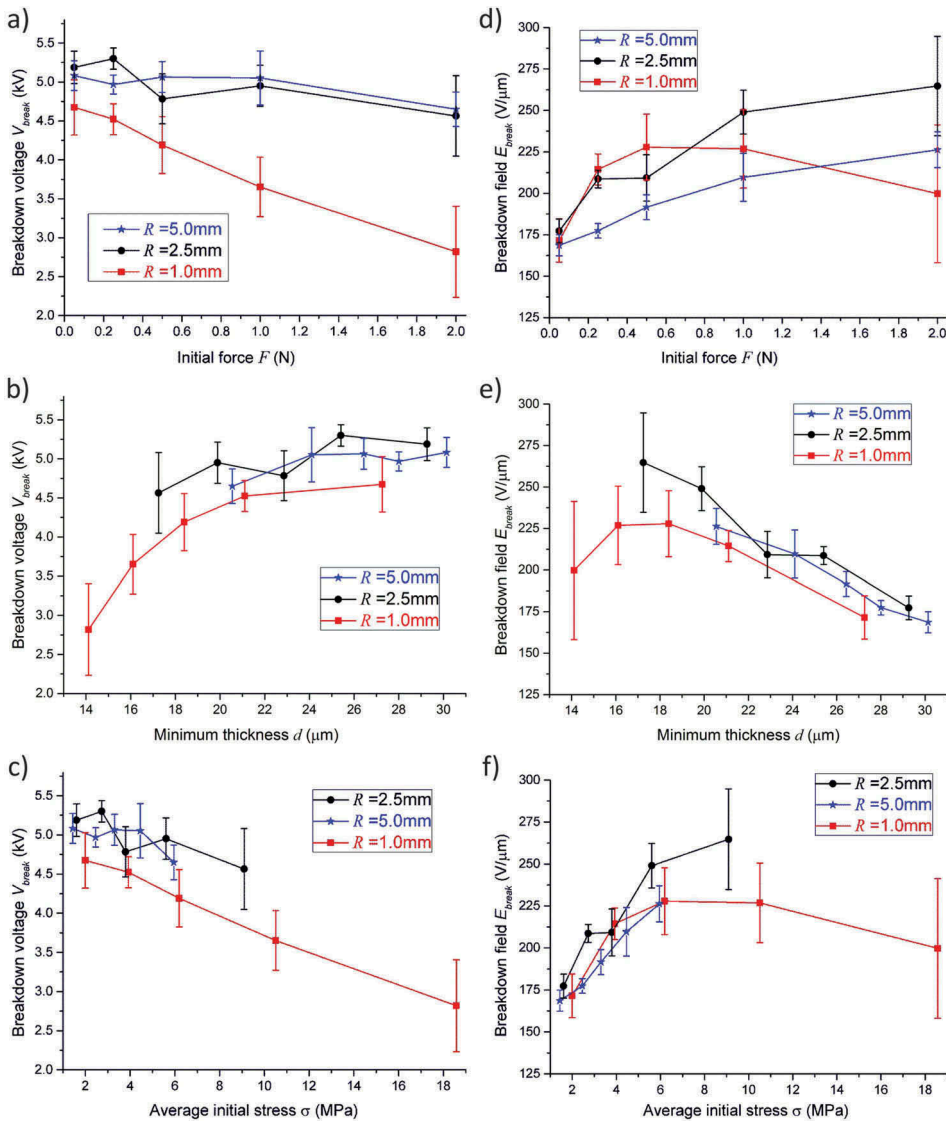 a)
5.5
5.0
4.5
4.0
3.5
3.0
2.5
2.0
Breakdown voltage V_break (kV)
R =5.0mm
R =2.5mm
R =1.0mm
0.0 0.2 0.4 0.6 0.8 1.0 1.2 1.4 1.6 1.8 2.0
Initial force F (N)
d)
300
275
250
225
200
175
150
125
Breakdown field E_break (V/μm)
R =5.0mm
R =2.5mm
R =1.0mm
0.0 0.2 0.4 0.6 0.8 1.0 1.2 1.4 1.6 1.8 2.0
Initial force F (N)
b)
5.5
5.0
4.5
4.0
3.5
3.0
2.5
2.0
Breakdown voltage V_break (kV)
R =5.0mm
R =2.5mm
R =1.0mm
14 16 18 20 22 24 26 28 30
Minimum thickness d (μm)
e)
300
275
250
225
200
175
150
125
Breakdown field E_break (V/μm)
R =5.0mm
R =2.5mm
R =1.0mm
14 16 18 20 22 24 26 28 30
Minimum thickness d (μm)
c)
5.5
5.0
4.5
4.0
3.5
3.0
2.5
2.0
Breakdown voltage V_break (kV)
R =2.5mm
R =5.0mm
R =1.0mm
2 4 6 8 10 12 14 16 18
Average initial stress σ (MPa)
f)
300
275
250
225
200
175
150
125
Breakdown field E_break (V/μm)
R =2.5mm
R =5.0mm
R =1.0mm
2 4 6 8 10 12 14 16 18
Average initial stress σ (MPa)